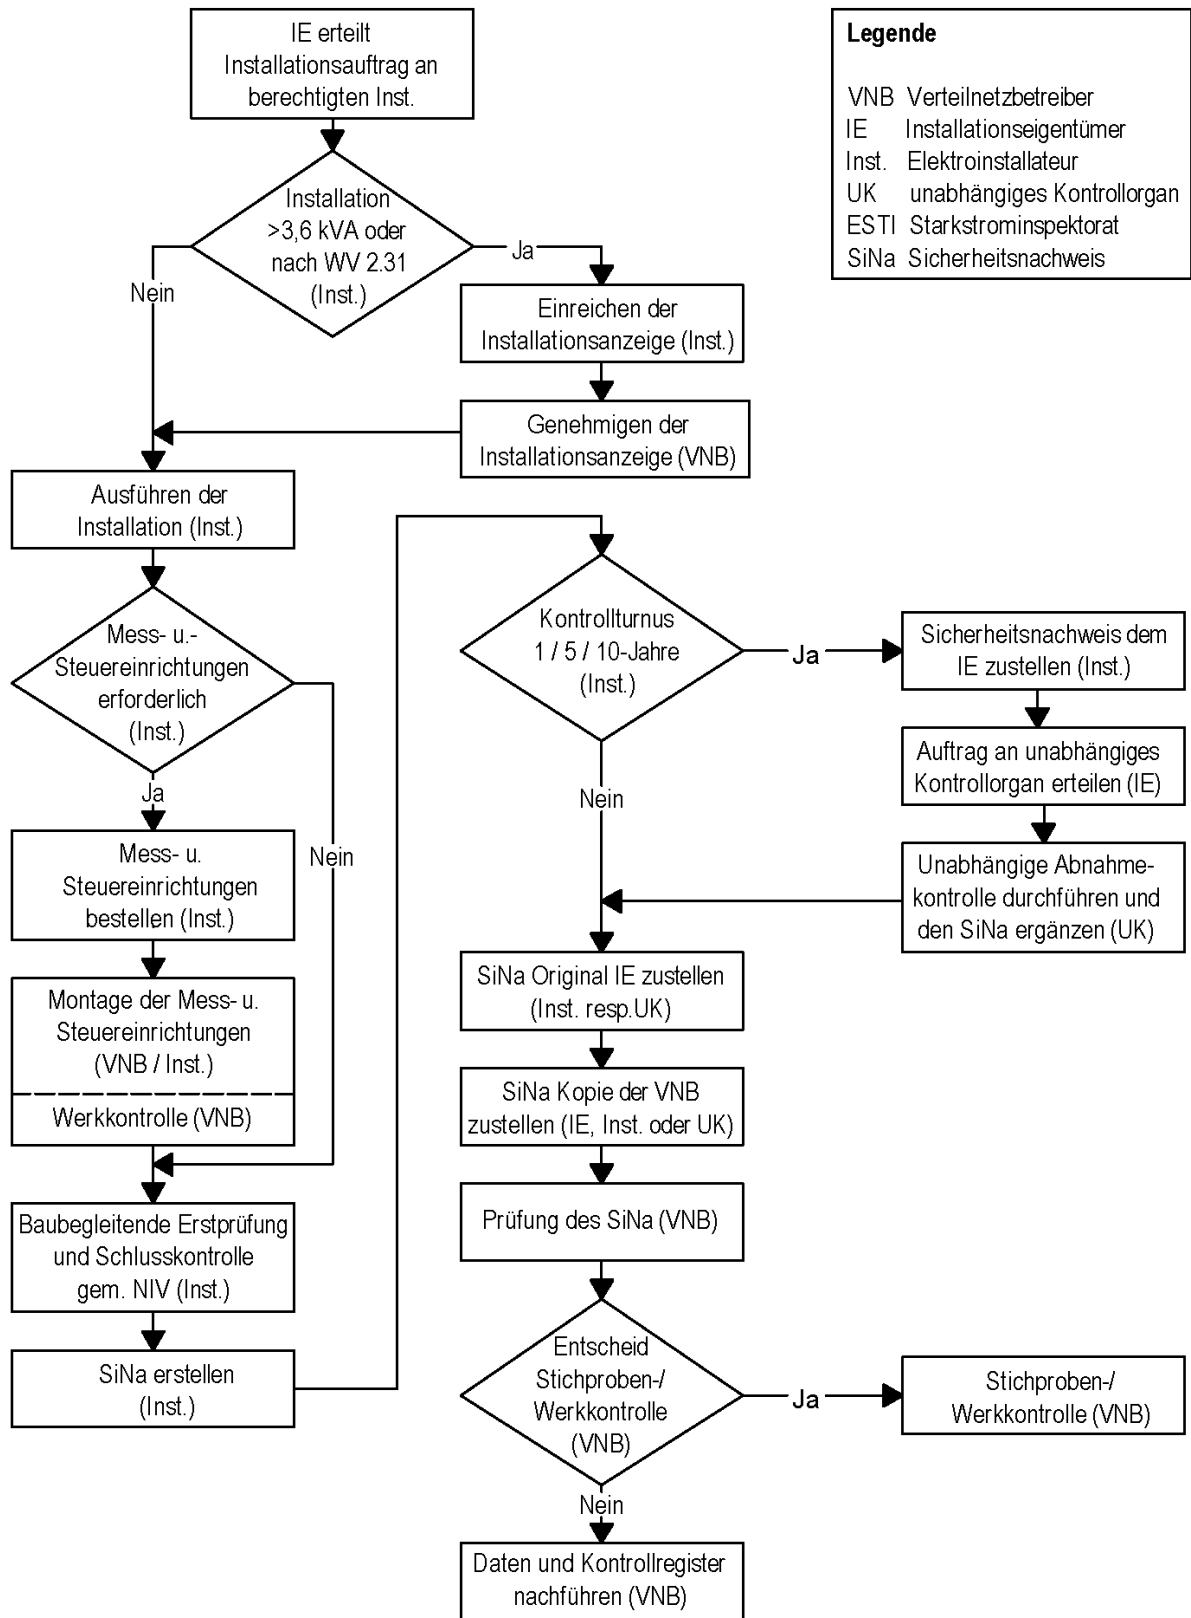 IE erteilt
Installationsauftrag an
berechtigten Inst.
Legende
VNB Verteilnetzbetreiber
IE Installationseigentümer
Inst. Elektroinstallateur
UK unabhängiges Kontrollorgan
ESTI Starkstrominspektorat
SiNa Sicherheitsnachweis
Installation
>3,6 kVA oder
nach WV 2.31
(Inst.)
Ja
Nein
Einreichen der
Installationsanzeige (Inst.)
Genehmigen der
Installationsanzeige (VNB)
Ausführen der
Installation (Inst.)
Mess- u.-
Steuereinrichtungen
erforderlich
(Inst.)
Ja
Nein
Mess- u.
Steuereinrichtungen
bestellen (Inst.)
Montage der Mess- u.
Steuereinrichtungen
(VNB / Inst.)
Werkkontrolle (VNB)
Baubegleitende Erstprüfung
und Schlusskontrolle
gem. NIV (Inst.)
SiNa erstellen
(Inst.)
Kontrollturnus
1 / 5 / 10-Jahre
(Inst.)
Ja
Nein
Sicherheitsnachweis dem
IE zustellen (Inst.)
Auftrag an unabhängiges
Kontrollorgan erteilen (IE)
Unabhängige Abnahme-
kontrolle durchführen und
den SiNa ergänzen (UK)
SiNa Original IE zustellen
(Inst. resp.UK)
SiNa Kopie der VNB
zustellen (IE, Inst. oder UK)
Prüfung des SiNa (VNB)
Entscheid
Stichproben-/
Werkkontrolle
(VNB)
Ja
Nein
Stichproben-/
Werkkontrolle (VNB)
Daten und Kontrollregister
nachführen (VNB)